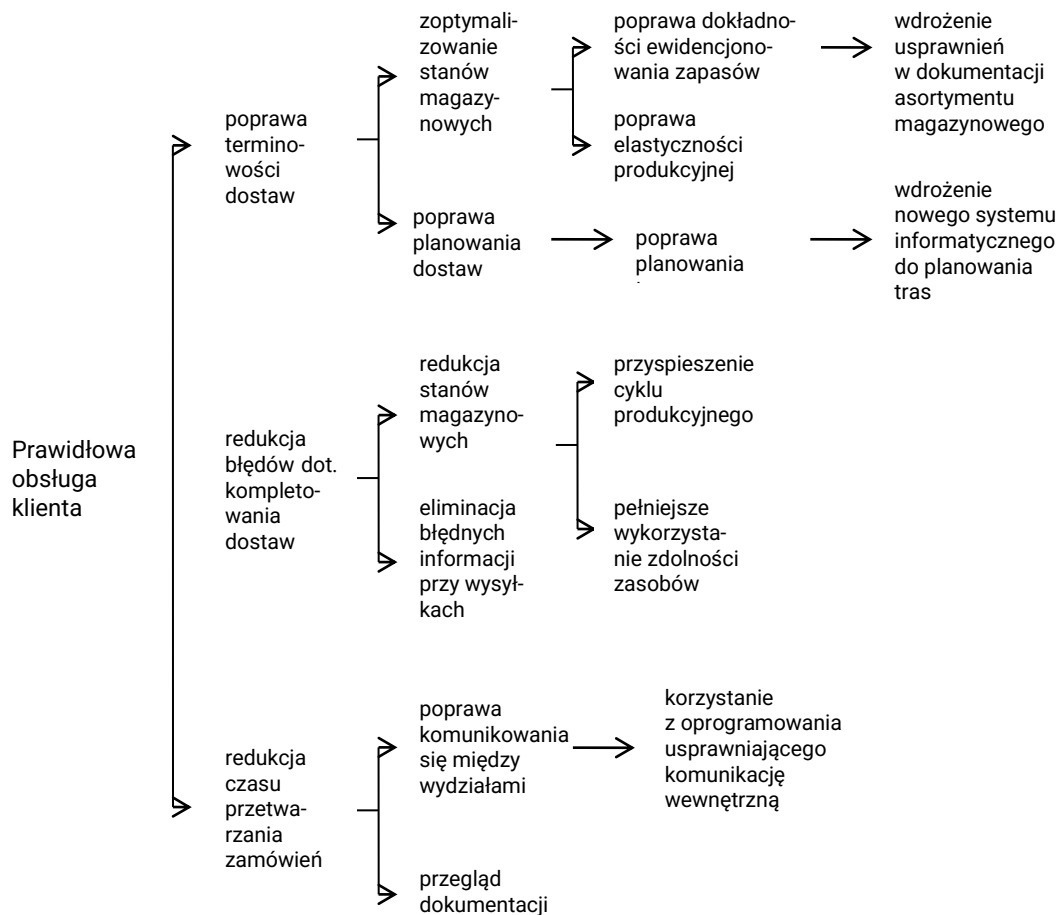 Prawidłowa
obsługa
klienta
poprawa
termino-
wości
dostaw
zoptymali-
zowanie
stanów
magazy-
nowych
poprawa dokładno-
ści ewidencjono-
wania zapasów
wdrożenie
usprawnień
w dokumentacji
asortymentu
magazynowego
poprawa
elastyczności
produkcyjnej
poprawa
planowania
dostaw
poprawa
planowania
wdrożenie
nowego systemu
informatycznego
do planowania
tras
redukcja
błędów dot.
kompleto-
wania
dostaw
redukcja
stanów
magazyno-
wych
przyspieszenie
cyklu
produkcyjnego
pełniejsze
wykorzysta-
nie zdolności
zasobów
eliminacja
błędnych
informacji
przy wysył-
kach
redukcja
czasu
przetwa-
rzania
zamówień
poprawa
komunikowania
się między
wydziałami
korzystanie
z oprogramowania
usprawniającego
komunikację
wewnętrzną
przegląd
dokumentacji